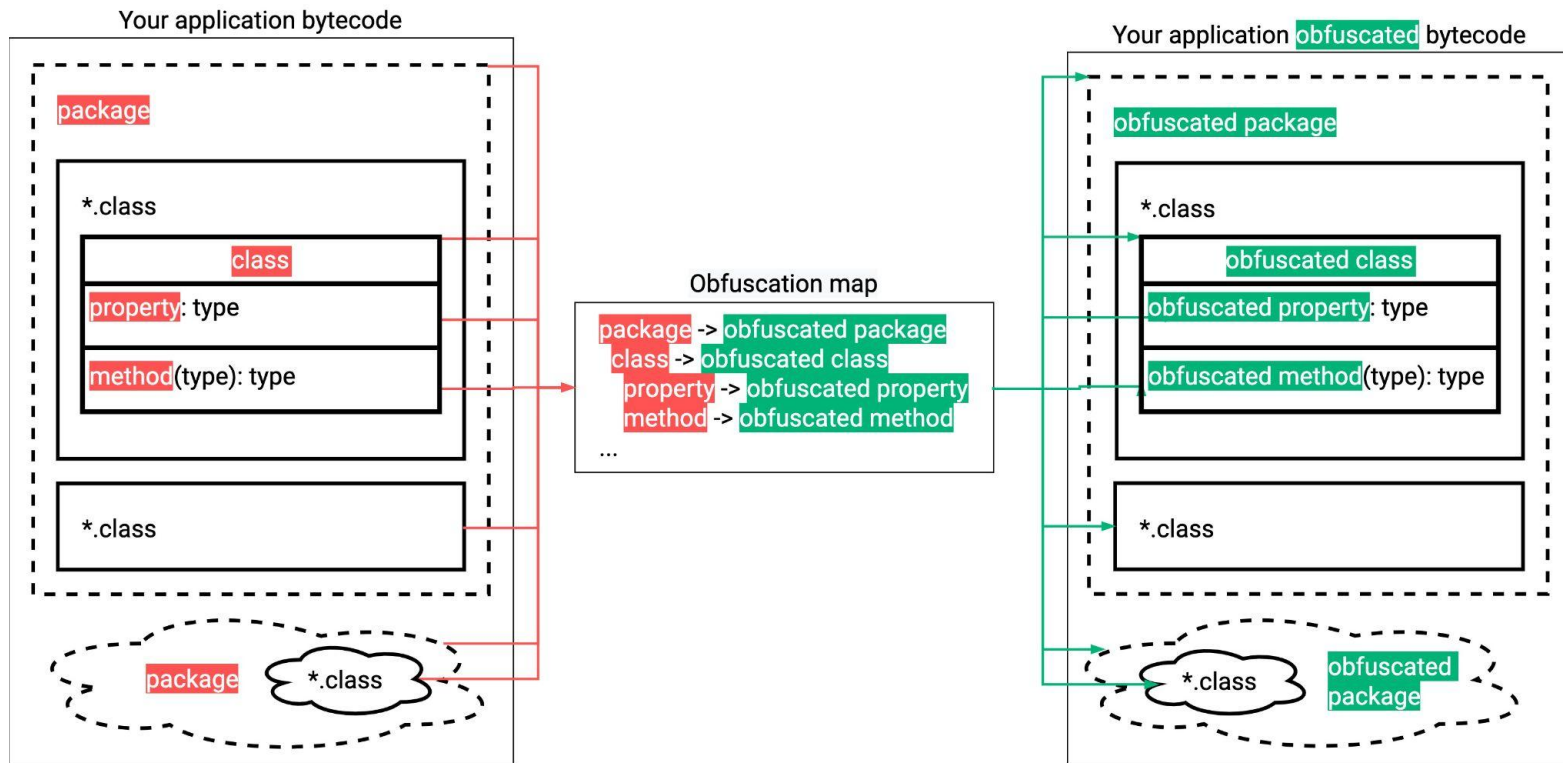 Your application bytecode
package
*.class
class
property: type
method(type): type
*.class
package
*.class
Obfuscation map
package -> obfuscated package
class -> obfuscated class
property -> obfuscated property
method -> obfuscated method
...
Your application obfuscated bytecode
obfuscated package
*.class
obfuscated class
obfuscated property: type
obfuscated method(type): type
*.class
*.class
obfuscated
package